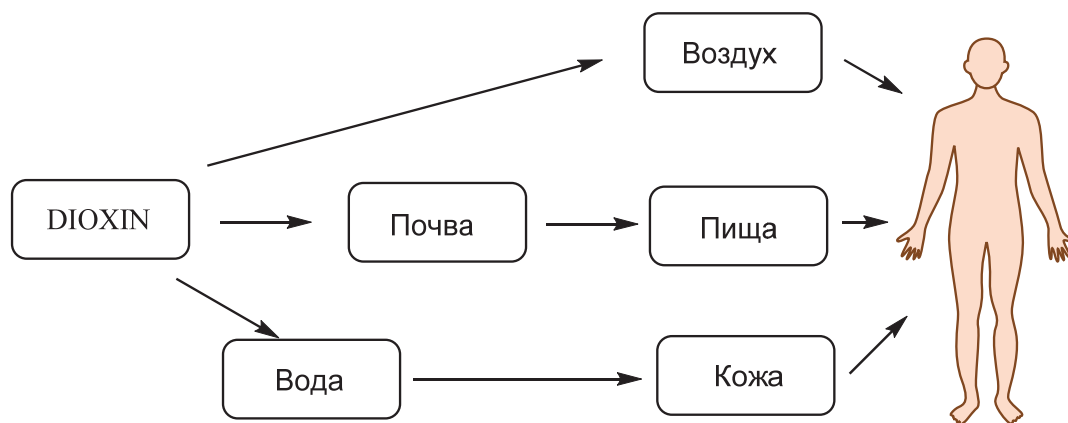 Воздух
DIOXIN
Почва
Пища
Вода
Кожа